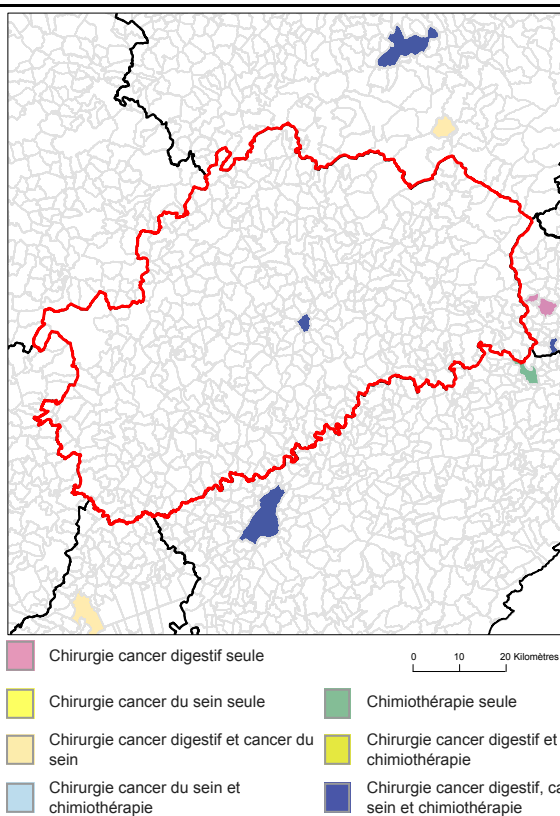 Chirurgie cancer digestif seule
0 10 20 Kilomètres
Chirurgie cancer du sein seule
Chimiothérapie seule
Chirurgie cancer digestif et cancer du
sein
Chirurgie cancer digestif et
chimiothérapie
Chirurgie cancer du sein et
chimiothérapie
Chirurgie cancer digestif, ca
sein et chimiothérapie